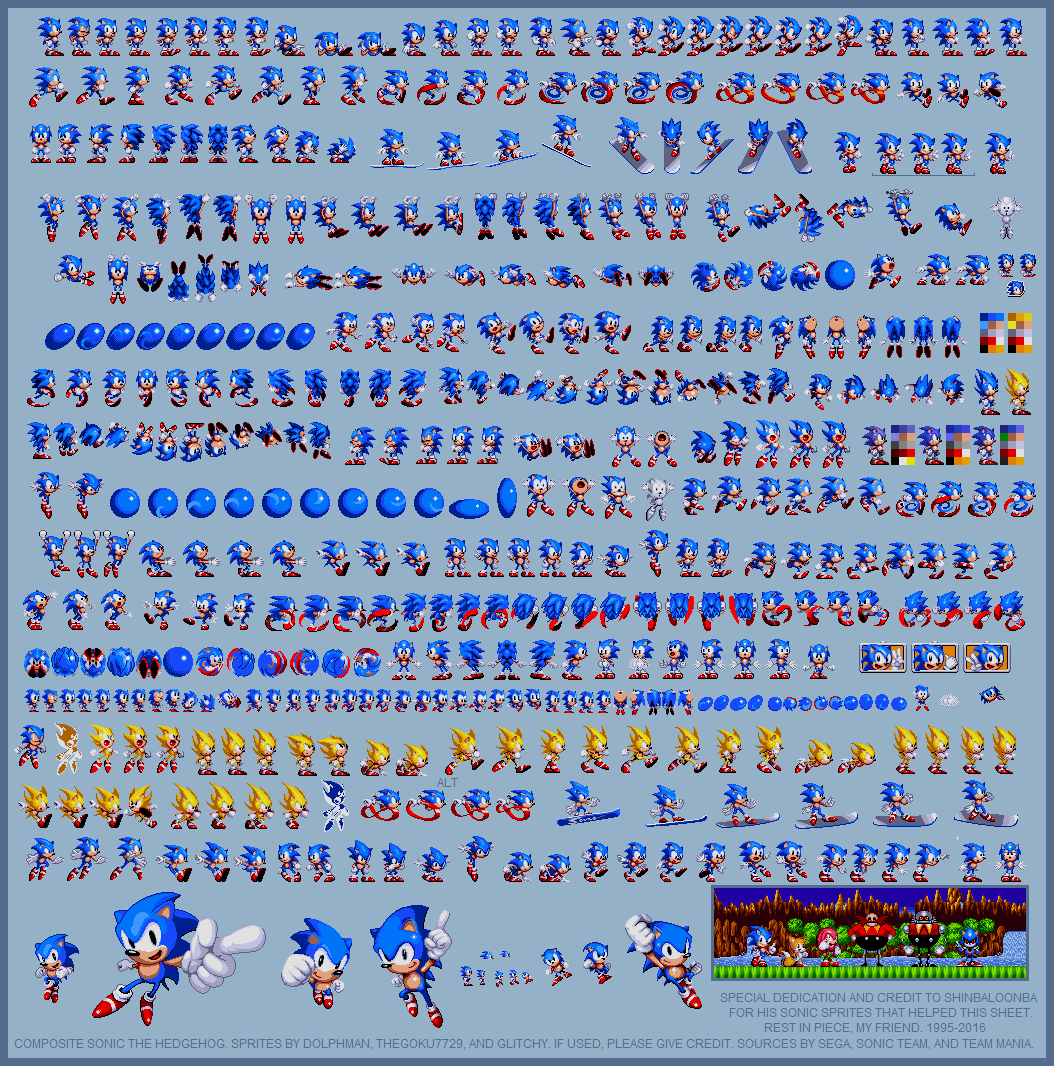 ALT
SPECIAL DEDICATION AND CREDIT TO SHINBALOONBA
FOR HIS SONIC SPRITES THAT HELPED THIS SHEET.
REST IN PIECE, MY FRIEND. 1995-2016
COMPOSITE SONIC THE HEDGEHOG. SPRITES BY DOLPHMAN, THEGOKU7729, AND GLITCHY. IF USED, PLEASE GIVE CREDIT. SOURCES BY SEGA, SONIC TEAM, AND TEAM MANIA.